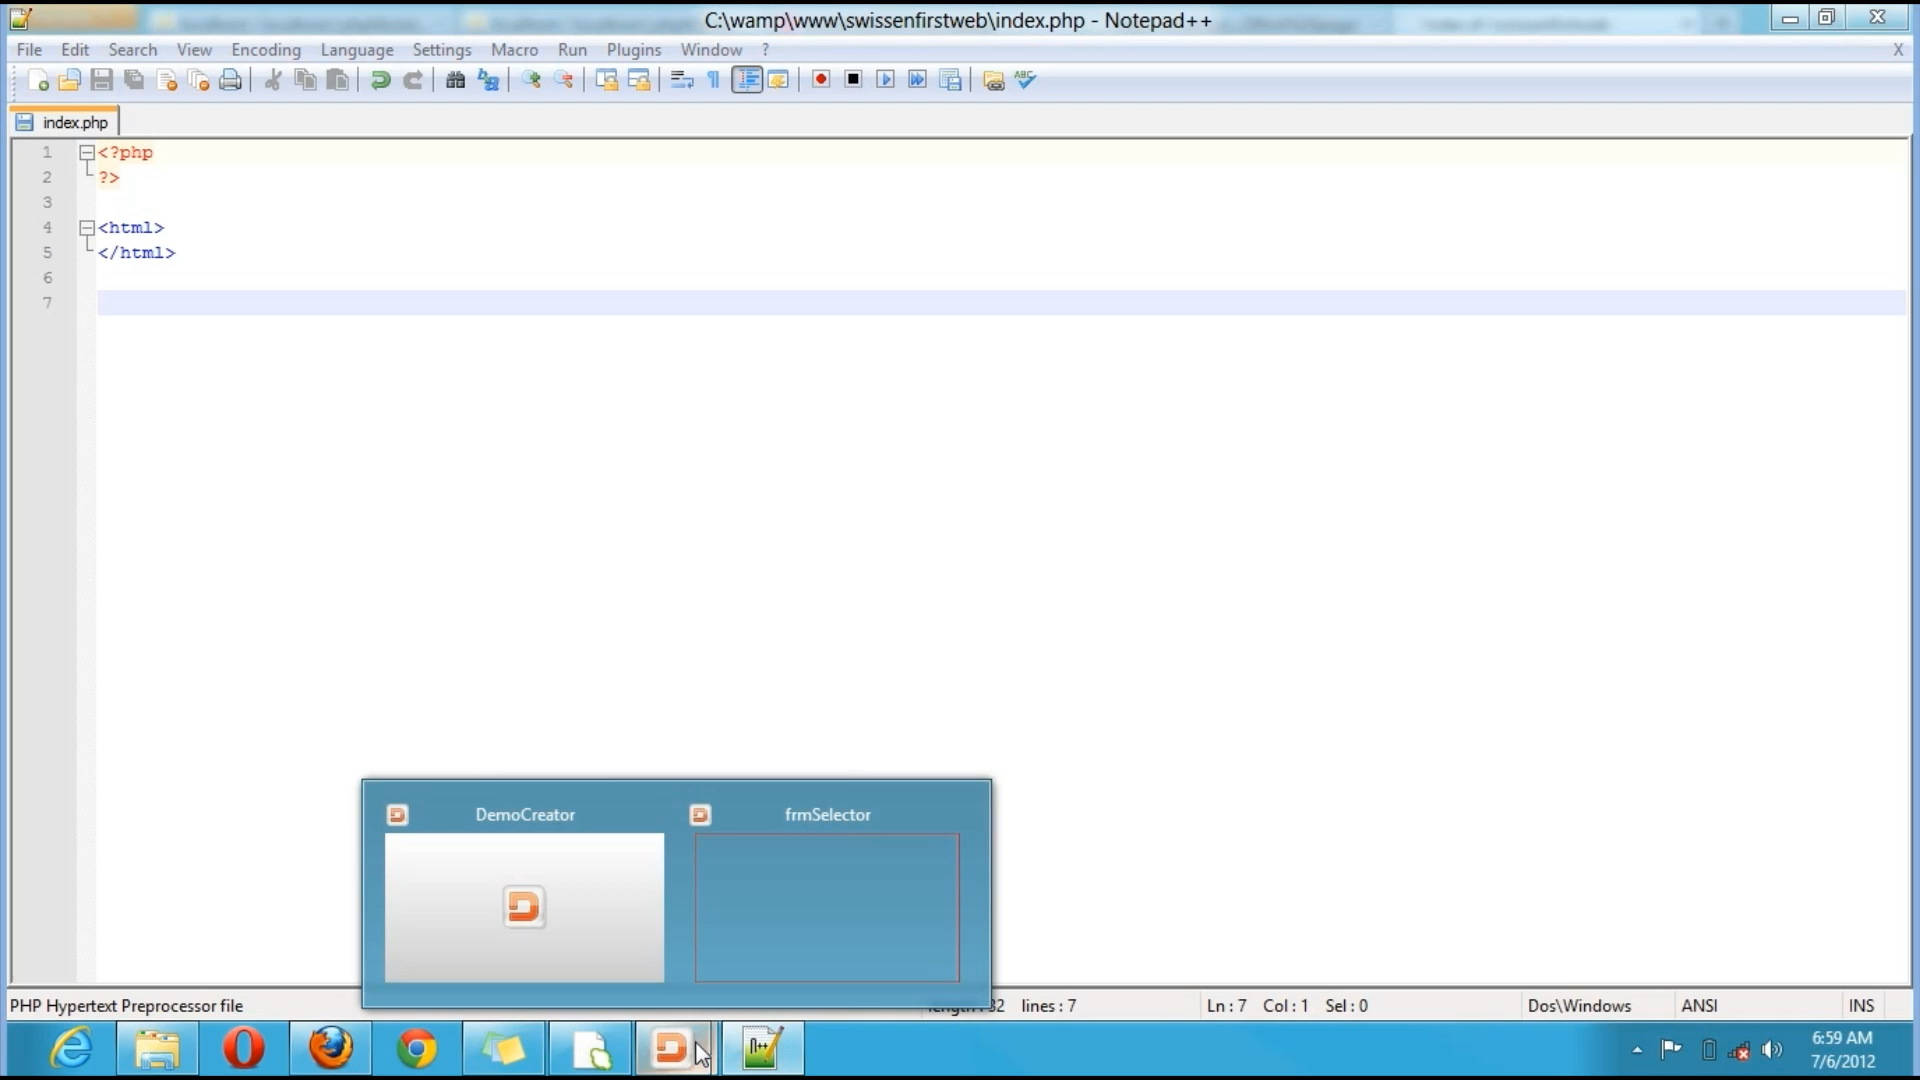 C:\wamp\www\swissenfirstweb\index.php - Notepad++
File Edit Search View Encoding Language Settings Macro Run Plugins Window ? X
index.php
1 <?php
2 ?>
3
4 <html>
5 </html>
6
7
DemoCreator frmSelector
PHP Hypertext Preprocessor file lines : 7 Ln : 7 Col : 1 Sel : 0 Dos\Windows ANSI INS
6:59 AM
7/6/2012